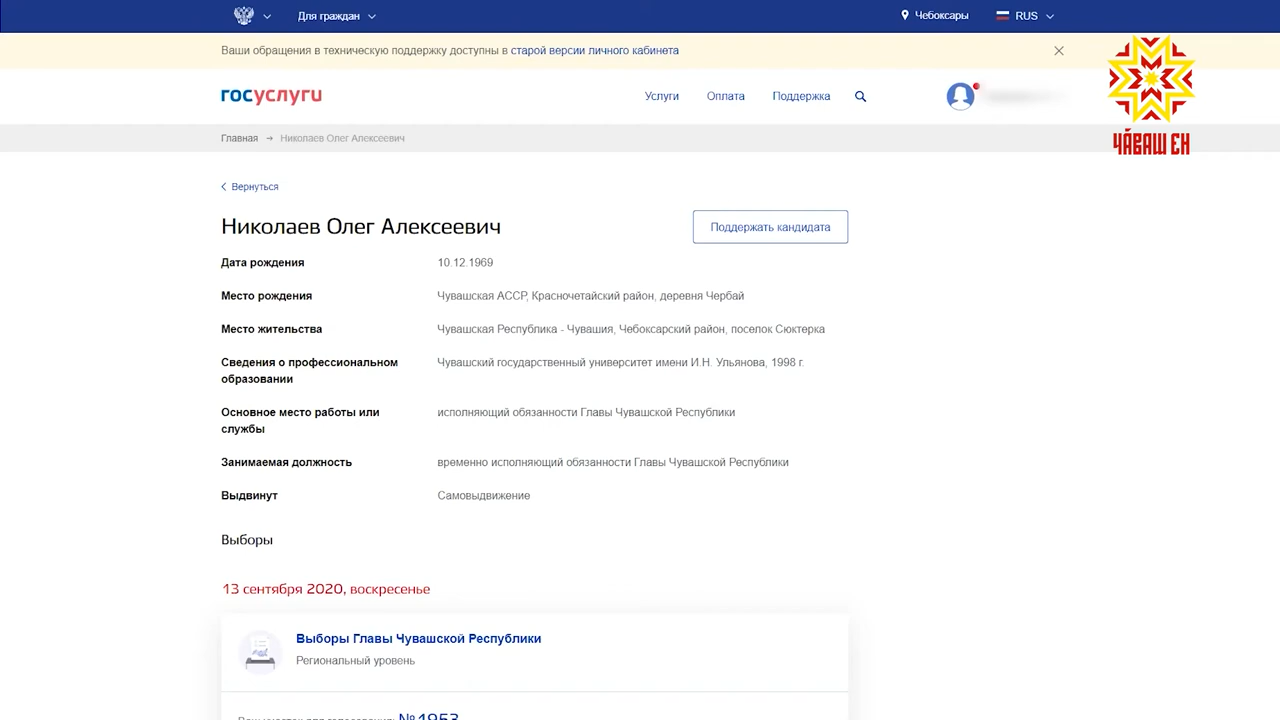 Для граждан
Чебоксары
RUS
Ваши обращения в техническую поддержку доступны в старой версии личного кабинета
госуслуги
Услуги
Оплата
Поддержка
ЧӐВАШ ЕН
Главная → Николаев Олег Алексеевич
Вернуться
Николаев Олег Алексеевич
Поддержать кандидата
Дата рождения 10.12.1969
Место рождения Чувашская АССР, Красночетайский район, деревня Чербай
Место жительства Чувашская Республика - Чувашия, Чебоксарский район, поселок Сюктерка
Сведения о профессиональном Чувашский государственный университет имени И.Н. Ульянова, 1998 г.
образовании
Основное место работы или исполняющий обязанности Главы Чувашской Республики
службы
Занимаемая должность временно исполняющий обязанности Главы Чувашской Республики
Выдвинут Самовыдвижение
Выборы
13 сентября 2020, воскресенье
Выборы Главы Чувашской Республики
Региональный уровень
№1953